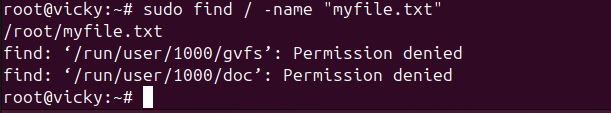 root@vicky:~# sudo find / -name "myfile.txt"
/root/myfile.txt
find: ‘/run/user/1000/gvfs’: Permission denied
find: ‘/run/user/1000/doc’: Permission denied
root@vicky:~#